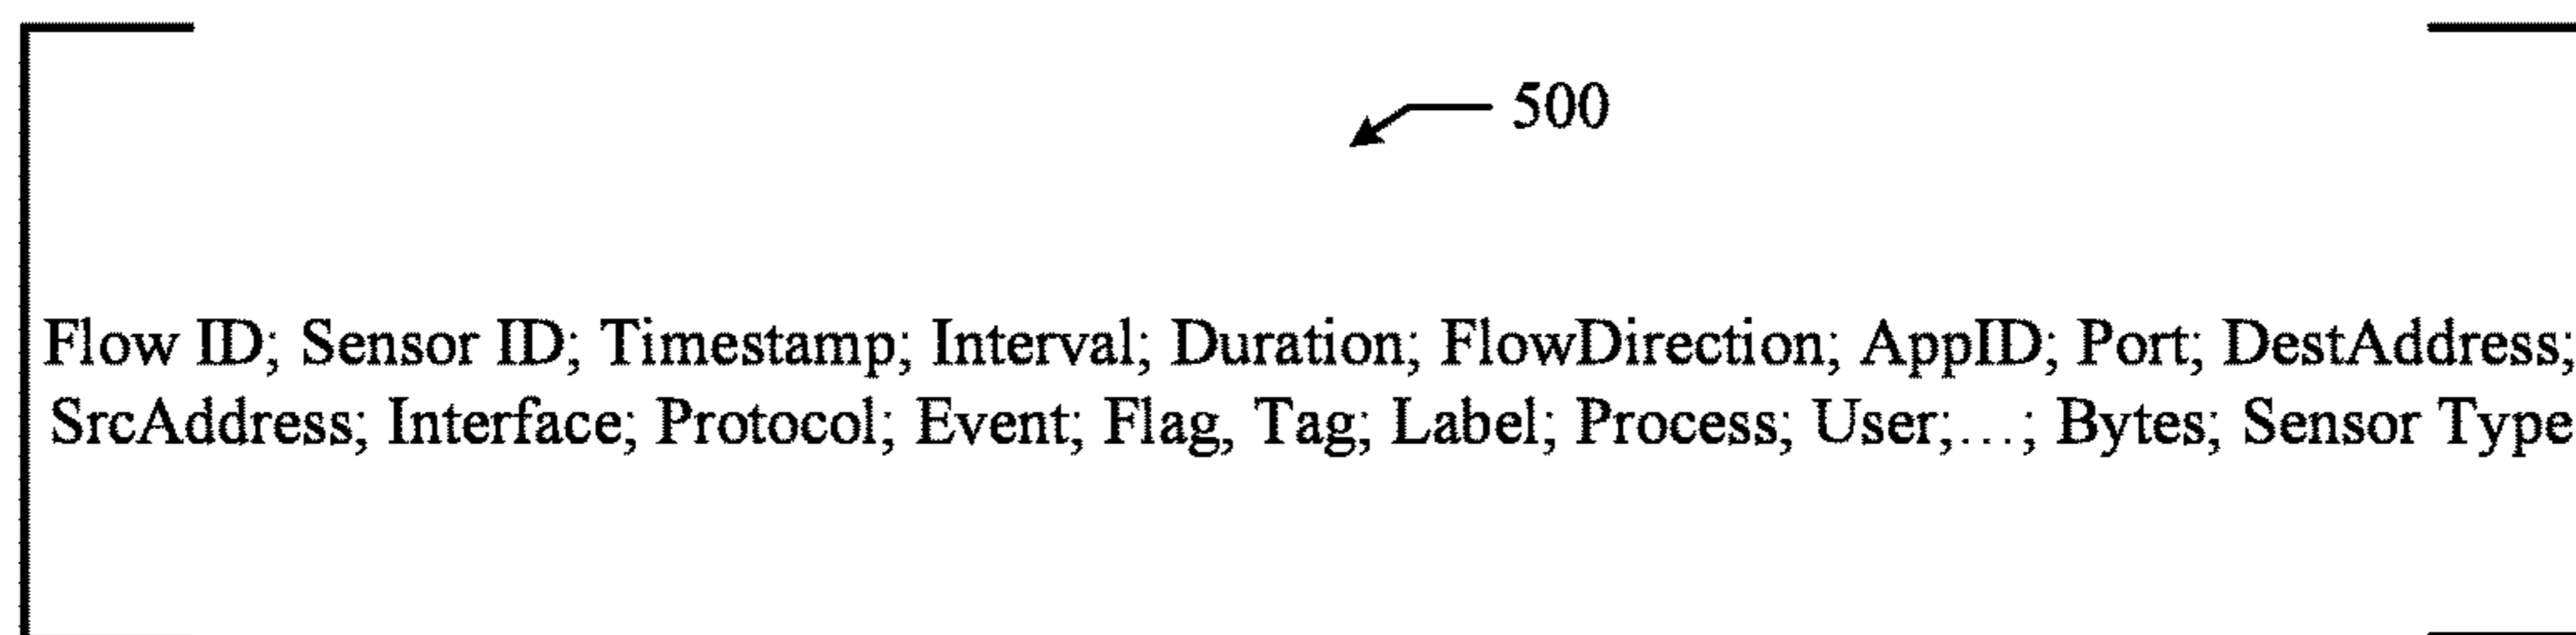 500
Flow ID; Sensor ID; Timestamp; Interval; Duration; FlowDirection; AppID; Port; DestAddress;
SrcAddress; Interface; Protocol; Event; Flag, Tag; Label; Process; User;...; Bytes; Sensor Type